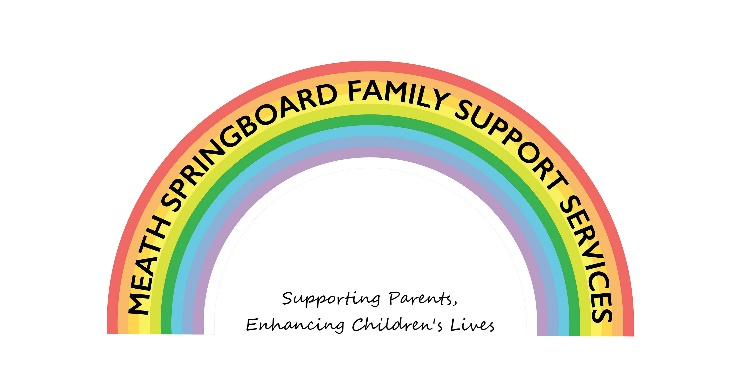 MEATH SPRINGBOARD FAMILY SUPPORT SERVICES
Supporting Parents,
Enhancing Children's Lives